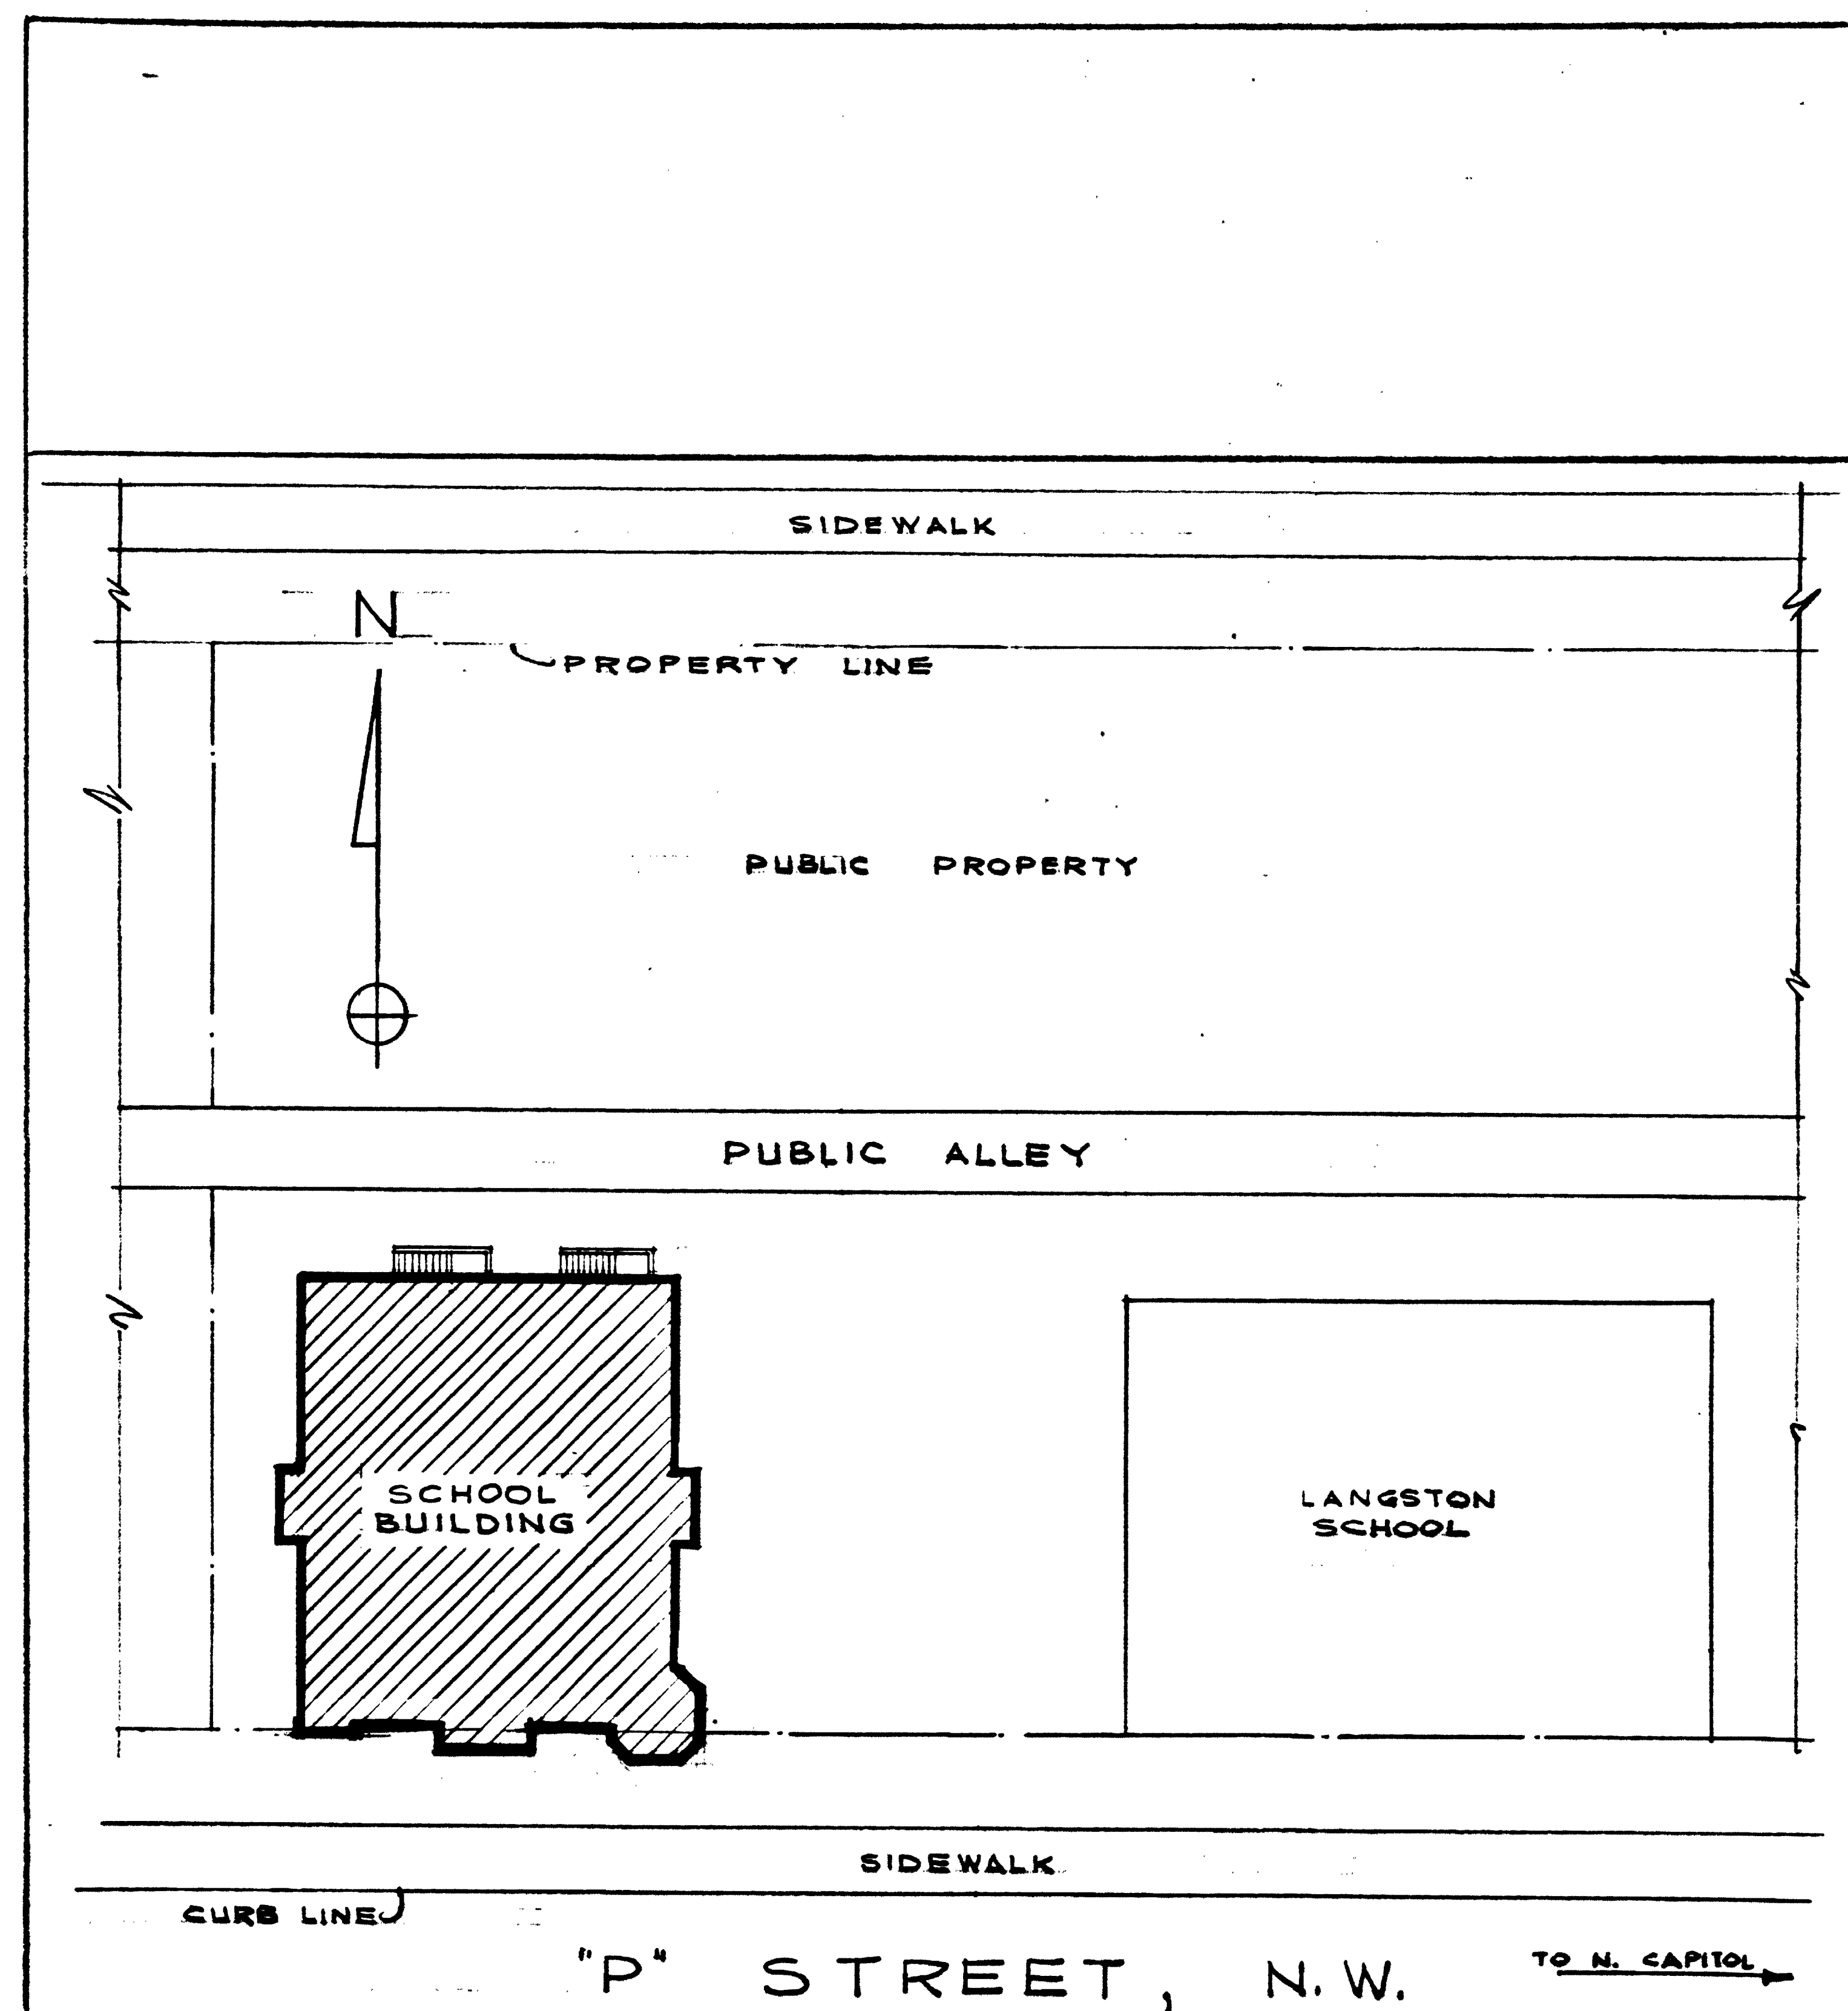 SIDEWALK
N
PROPERTY LINE
PUBLIC PROPERTY
PUBLIC ALLEY
SCHOOL
BUILDING
LANGSTON
SCHOOL
SIDEWALK
CURB LINE
"P" STREET, N.W.
TO N. CAPITOL